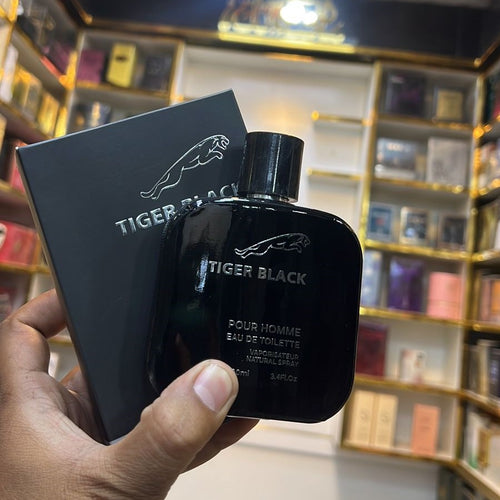 TIGER BLACK
TIGER BLACK
POUR HOMME
EAU DE TOILETTE
VAPORISATEUR
NATURAL SPRAY
3.4FL.Oz